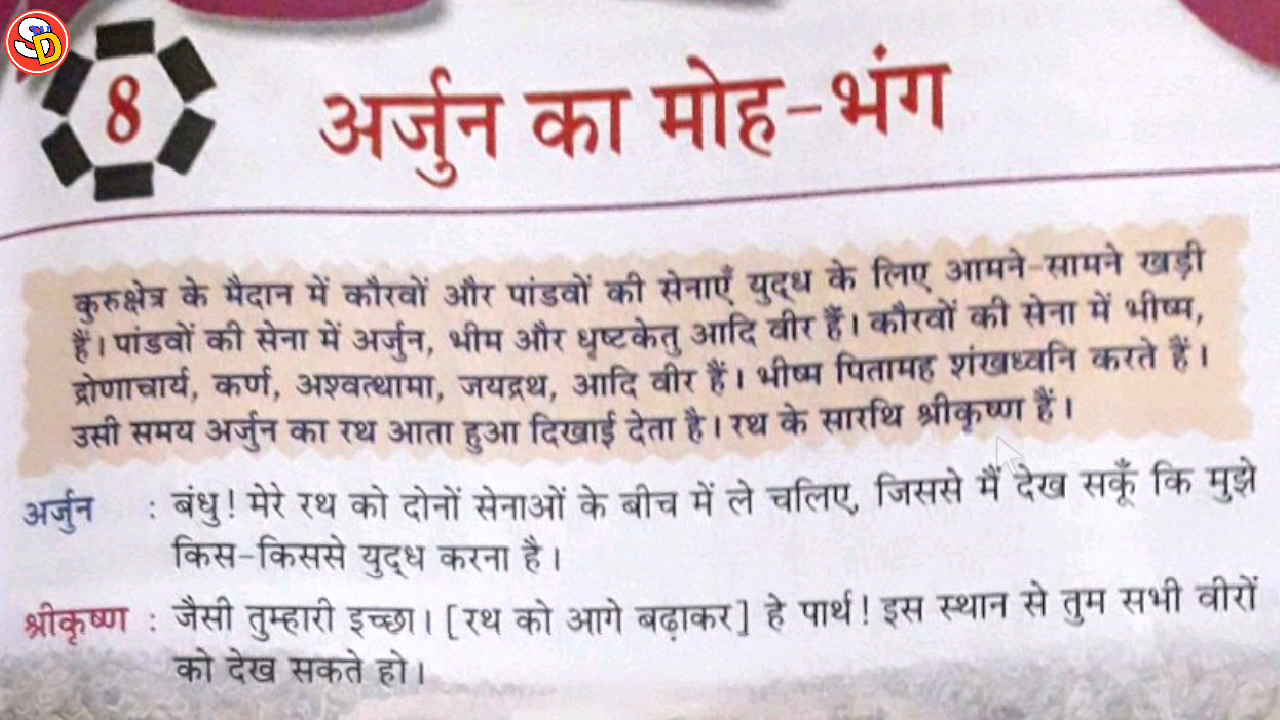 SD
8
अर्जुन का मोह-भंग
कुरुक्षेत्र के मैदान में कौरवों और पांडवों की सेनाएँ युद्ध के लिए आमने-सामने खड़ी
हैं। पांडवों की सेना में अर्जुन, भीम और धृष्टकेतु आदि वीर हैं। कौरवों की सेना में भीष्म,
द्रोणाचार्य, कर्ण, अश्वत्थामा, जयद्रथ, आदि वीर हैं। भीष्म पितामह शंखध्वनि करते हैं।
उसी समय अर्जुन का रथ आता हुआ दिखाई देता है। रथ के सारथि श्रीकृष्ण हैं।
अर्जुन : बंधु! मेरे रथ को दोनों सेनाओं के बीच में ले चलिए, जिससे मैं देख सकूँ कि मुझे
किस-किससे युद्ध करना है।
श्रीकृष्ण : जैसी तुम्हारी इच्छा। [रथ को आगे बढ़ाकर] हे पार्थ! इस स्थान से तुम सभी वीरों
को देख सकते हो।